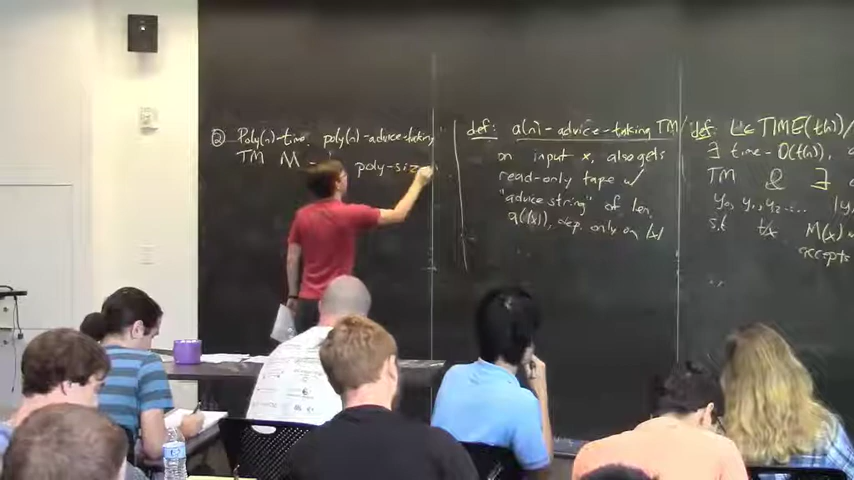 ② Poly(n)-time, poly(n)-advice-taking
TM M poly-siz
def: a(n)-advice-taking TM
on input x, also gets
read-only tape w/
"advice string" of len.
a(|x|), dep. only on |x|
def: L ∈ TIME(t(n))/
∃ time-O(t(n)),
TM & ∃
y₀, y₁, y₂...
s.t. ∀x M(x) w
accepts